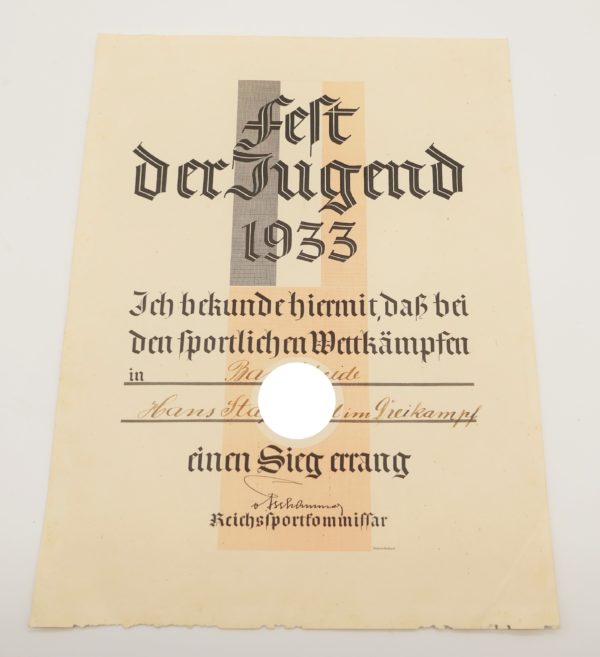 Fest
der Jugend
1933
Ich bekunde hiermit, daß bei
den sportlichen Wettkämpfen
in
Hans im Dreikampf
einen Sieg errang
Reichssportkommissar